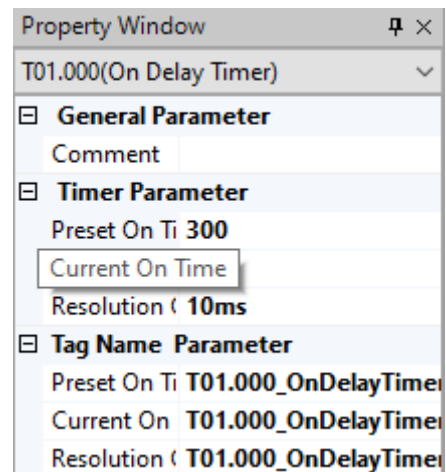 Property Window
T01.000(On Delay Timer)
General Parameter
Comment
Timer Parameter
Preset On Ti 300
Current On Time
Resolution ( 10ms
Tag Name Parameter
Preset On Ti T01.000_OnDelayTimer
Current On T01.000_OnDelayTimer
Resolution ( T01.000_OnDelayTimer